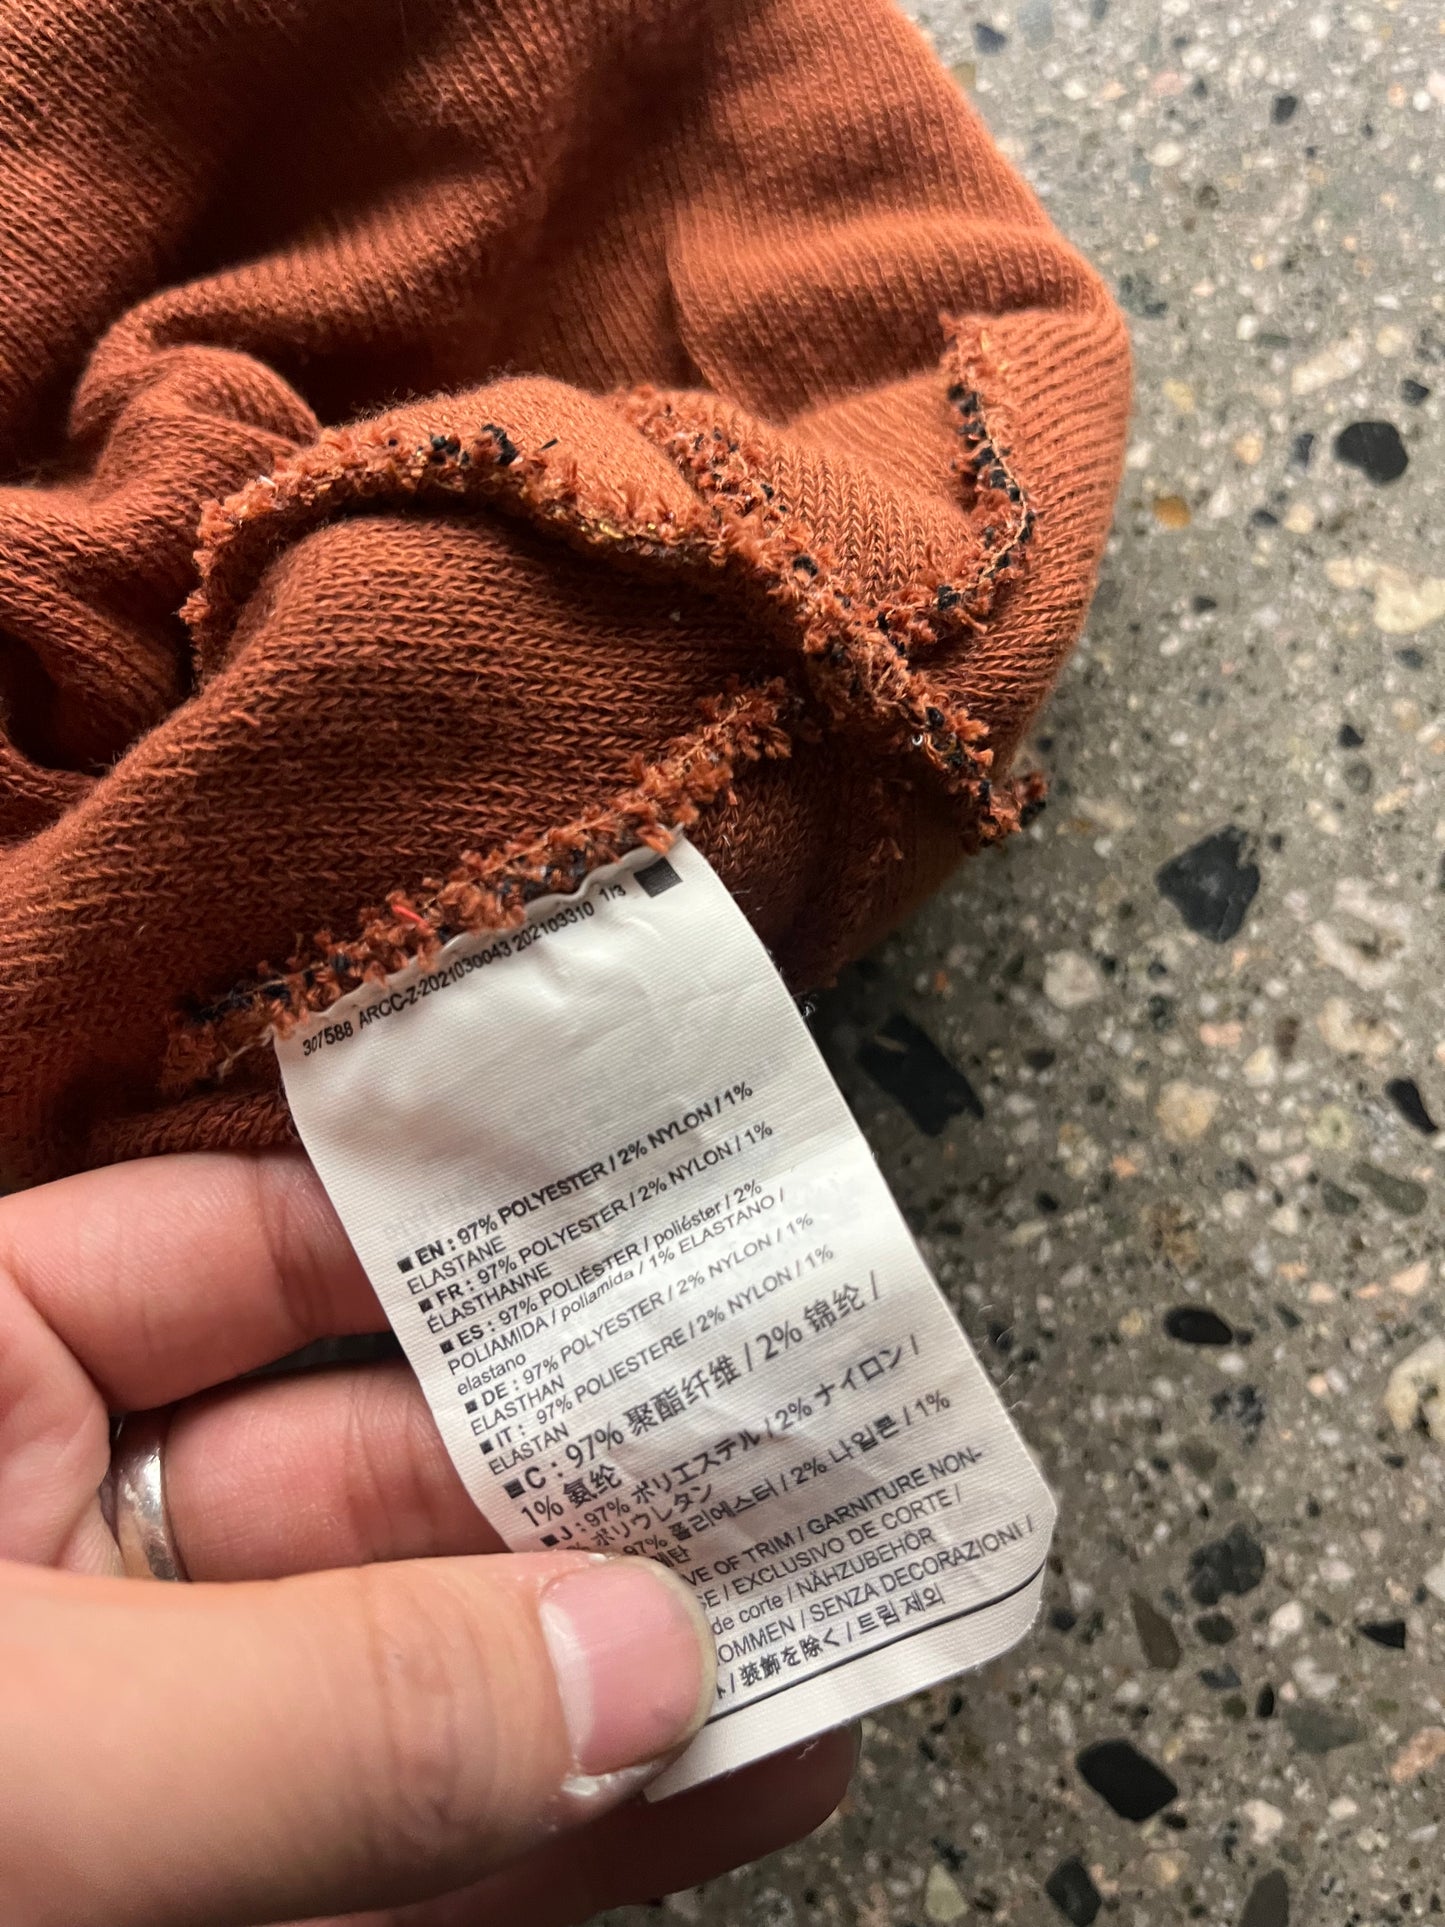 307588 ARCC-Z-2021030043 202103310 1/3
■ EN : 97% POLYESTER / 2% NYLON / 1%
ELASTANE
■ FR : 97% POLYESTER / 2% NYLON / 1%
ÉLASTHANNE
■ ES : 97% POLIÉSTER / poliéster / 2%
POLIAMIDA / poliamida / 1% ELASTANO /
elastano
■ DE : 97% POLYESTER / 2% NYLON / 1%
ELASTHAN
■ IT : 97% POLIESTERE / 2% NYLON / 1%
ELASTAN
■ C : 97% 聚酯纤维 / 2% 锦纶 /
1% 氨纶
■ J : 97% ポリエステル / 2% ナイロン /
% ポリウレタン
97% 폴리에스터 / 2% 나일론 / 1%
VE OF TRIM / GARNITURE NON-
SE / EXCLUSIVO DE CORTE /
de corte / NÄHZUBEHÖR
OMMEN / SENZA DECORAZIONI /
/ 装飾を除く / 트림 제외